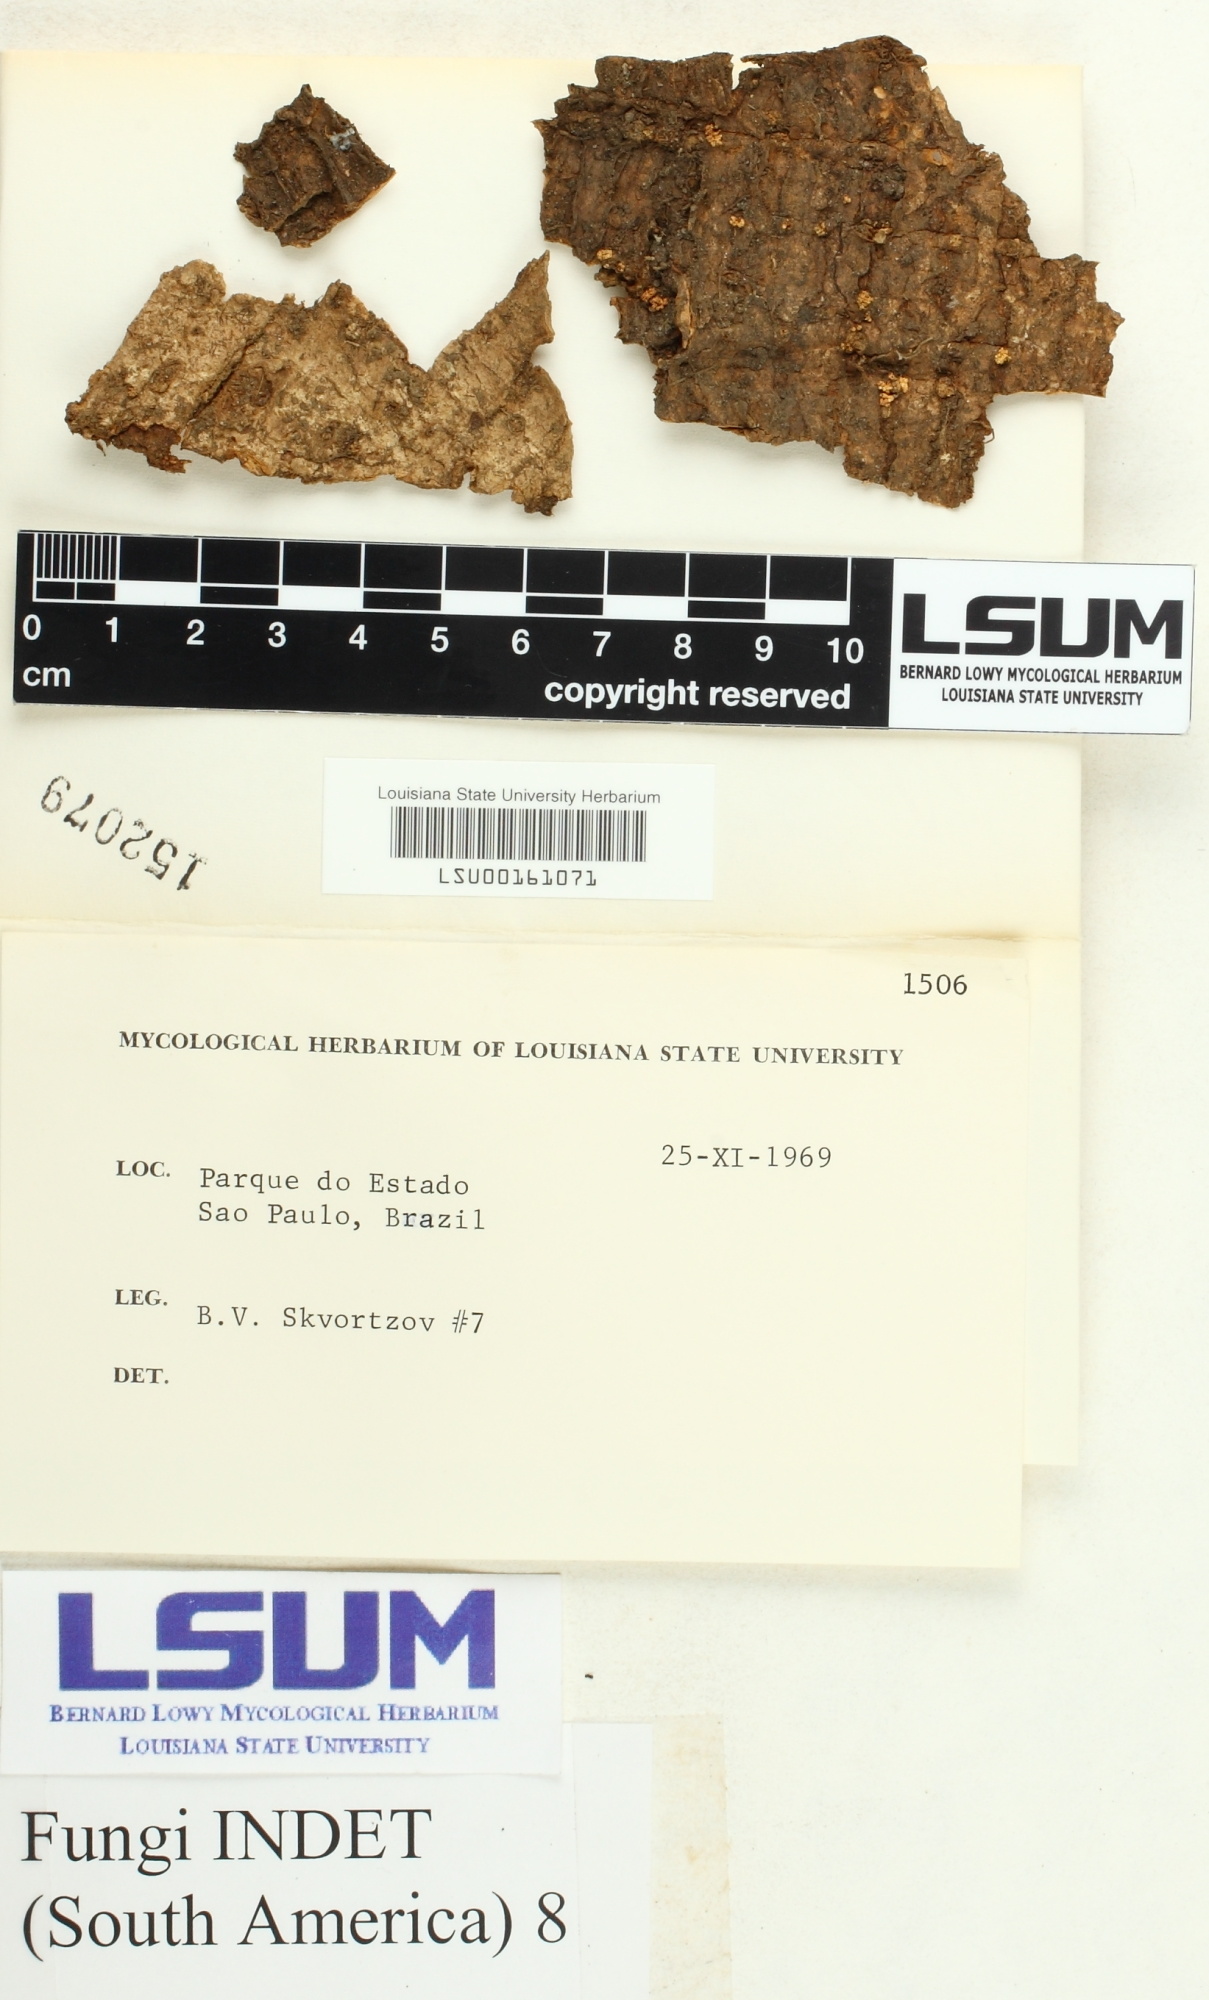 0 1 2 3 4 5 6 7 8 9 10
cm
copyright reserved
LSUM
BERNARD LOWY MYCOLOGICAL HERBARIUM
LOUISIANA STATE UNIVERSITY
152079
Louisiana State University Herbarium
LSU00161071
1506
MYCOLOGICAL HERBARIUM OF LOUISIANA STATE UNIVERSITY
25-XI-1969
LOC. Parque do Estado
Sao Paulo, Brazil
LEG. B.V. Skvortzov #7
DET.
LSUM
BERNARD LOWY MYCOLOGICAL HERBARIUM
LOUISIANA STATE UNIVERSITY
Fungi INDET
(South America) 8